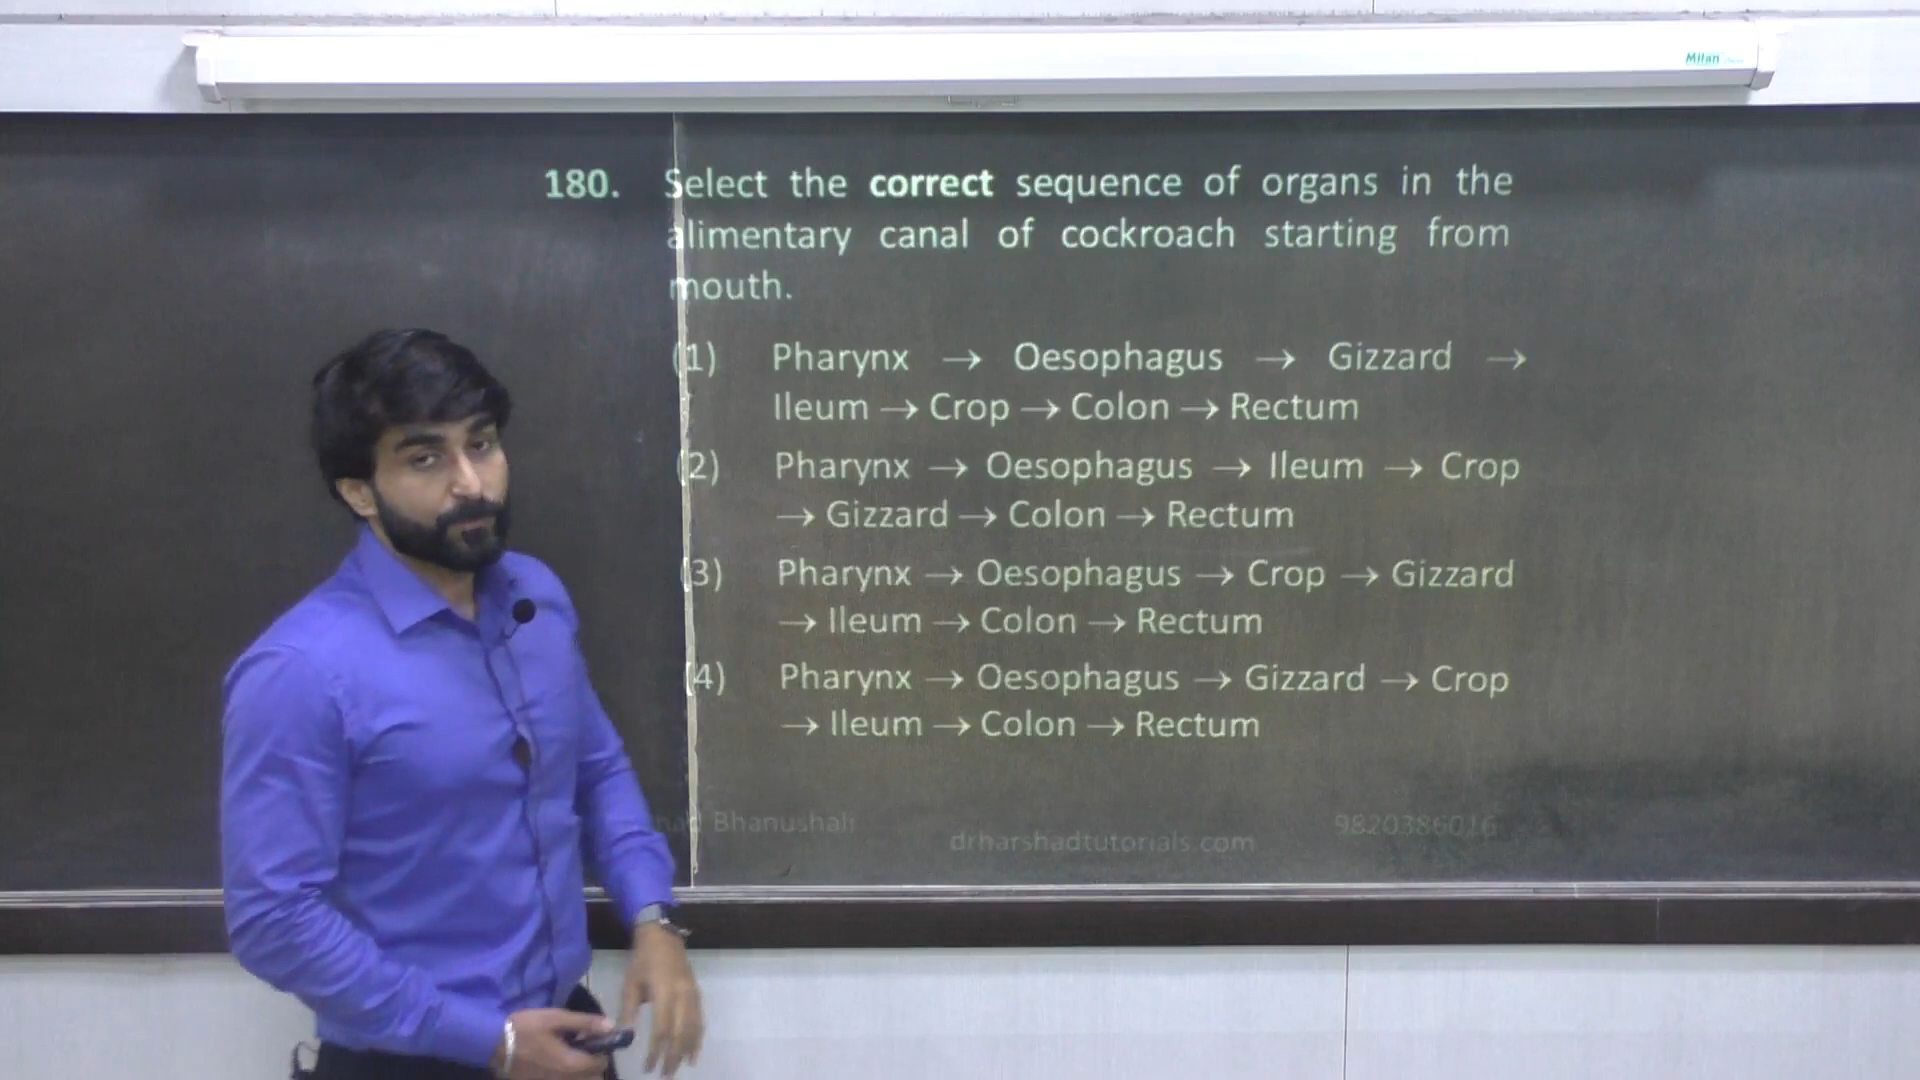 Milan
180. Select the correct sequence of organs in the
alimentary canal of cockroach starting from
mouth.
(1) Pharynx → Oesophagus → Gizzard →
Ileum → Crop → Colon → Rectum
(2) Pharynx → Oesophagus → Ileum → Crop
→ Gizzard → Colon → Rectum
(3) Pharynx → Oesophagus → Crop → Gizzard
→ Ileum → Colon → Rectum
(4) Pharynx → Oesophagus → Gizzard → Crop
→ Ileum → Colon → Rectum
Bhanushali
drharshadtutorials.com
9820386016